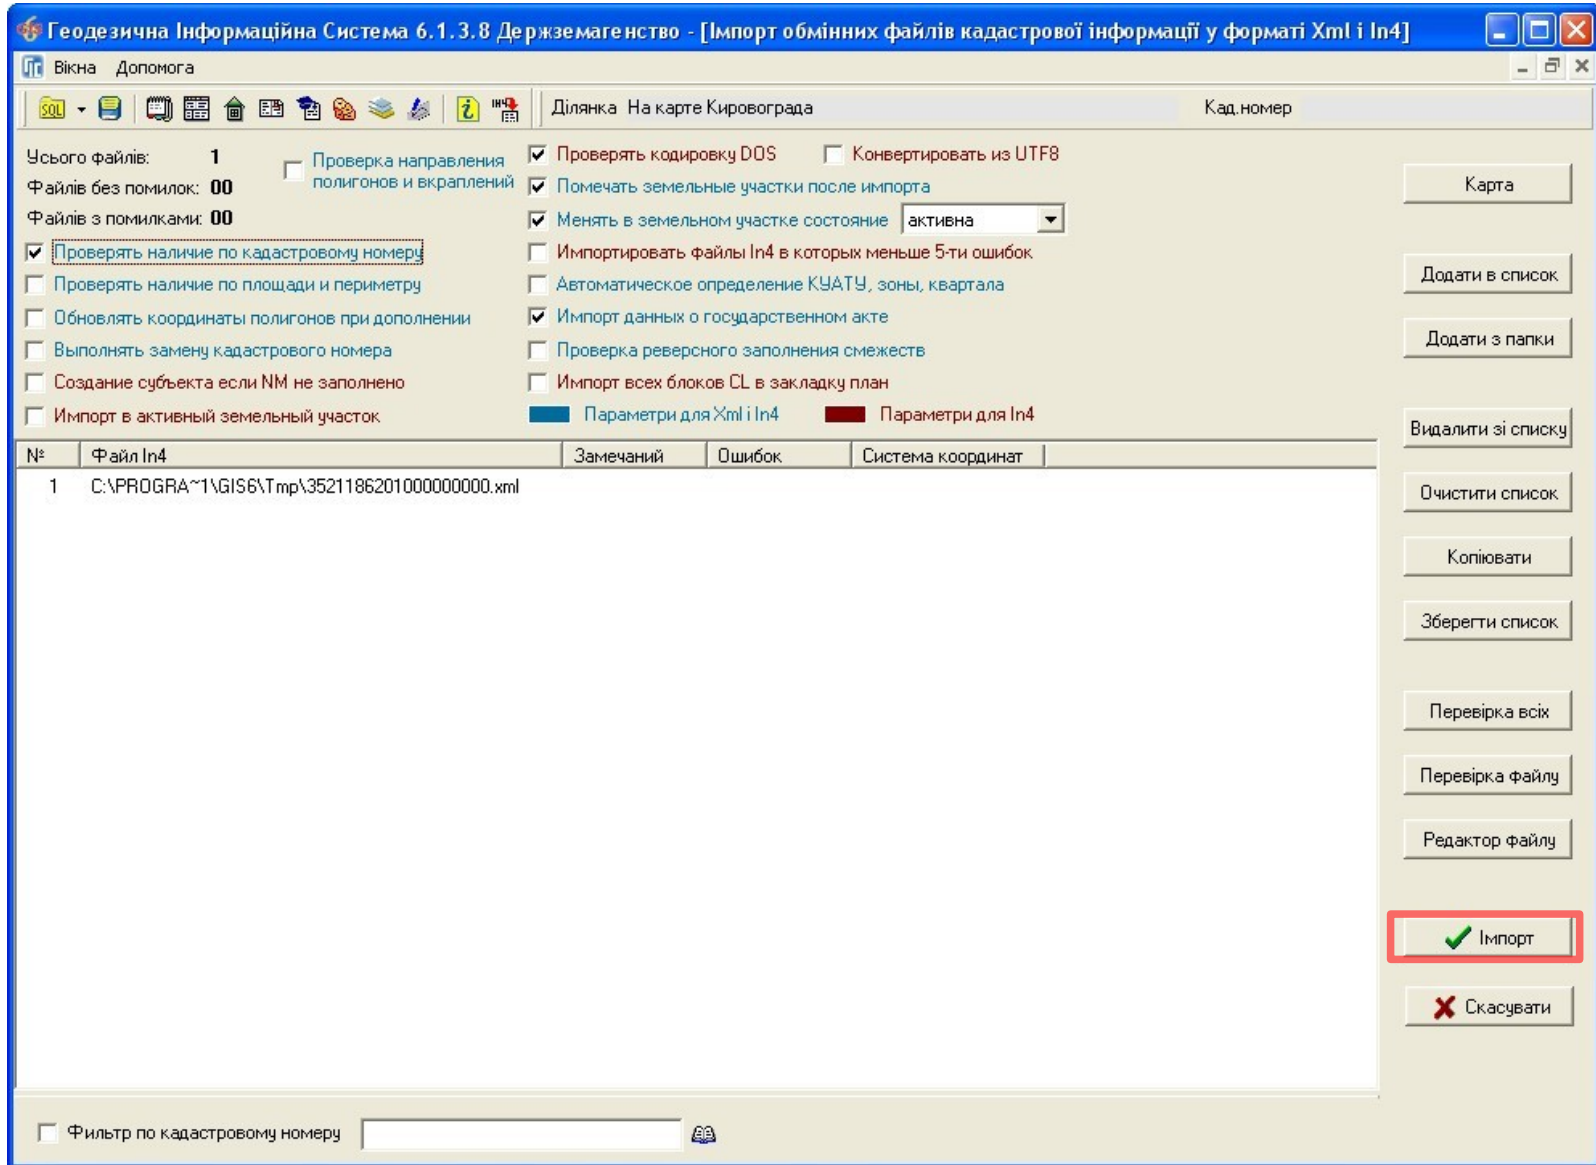 Геодезична Інформаційна Система 6.1.3.8 Держземагенство - [Імпорт обмінних файлів кадастрової інформації у форматі Xml і In4]
Вікна Допомога
SQL Ділянка На карте Кировограда Кад.номер
Усього файлів: 1
Файлів без помилок: 00
Файлів з помилками: 00
Проверка направления
полигонов и вкраплений
Проверять кодировку DOS Конвертировать из UTF8
Помечать земельные участки после импорта
Менять в земельном участке состояние активна
Проверять наличие по кадастровому номеру
Импортировать файлы In4 в которых меньше 5-ти ошибок
Проверять наличие по площади и периметру
Автоматическое определение КУАТУ, зоны, квартала
Обновлять координаты полигонов при дополнении
Импорт данных о государственном акте
Выполнять замену кадастрового номера
Проверка реверсного заполнения смежеств
Создание субъекта если NM не заполнено
Импорт всех блоков CL в закладку план
Импорт в активный земельный участок
Параметри для Xml і In4 Параметри для In4
№ Файл In4 Замечаний Ошибок Система координат
1 C:\PROGRA~1\GIS6\Tmp\3521186201000000000.xml
Карта
Додати в список
Додати з папки
Видалити зі списку
Очистити список
Копіювати
Зберегти список
Перевірка всіх
Перевірка файлу
Редактор файлу
Імпорт
Скасувати
Фильтр по кадастровому номеру